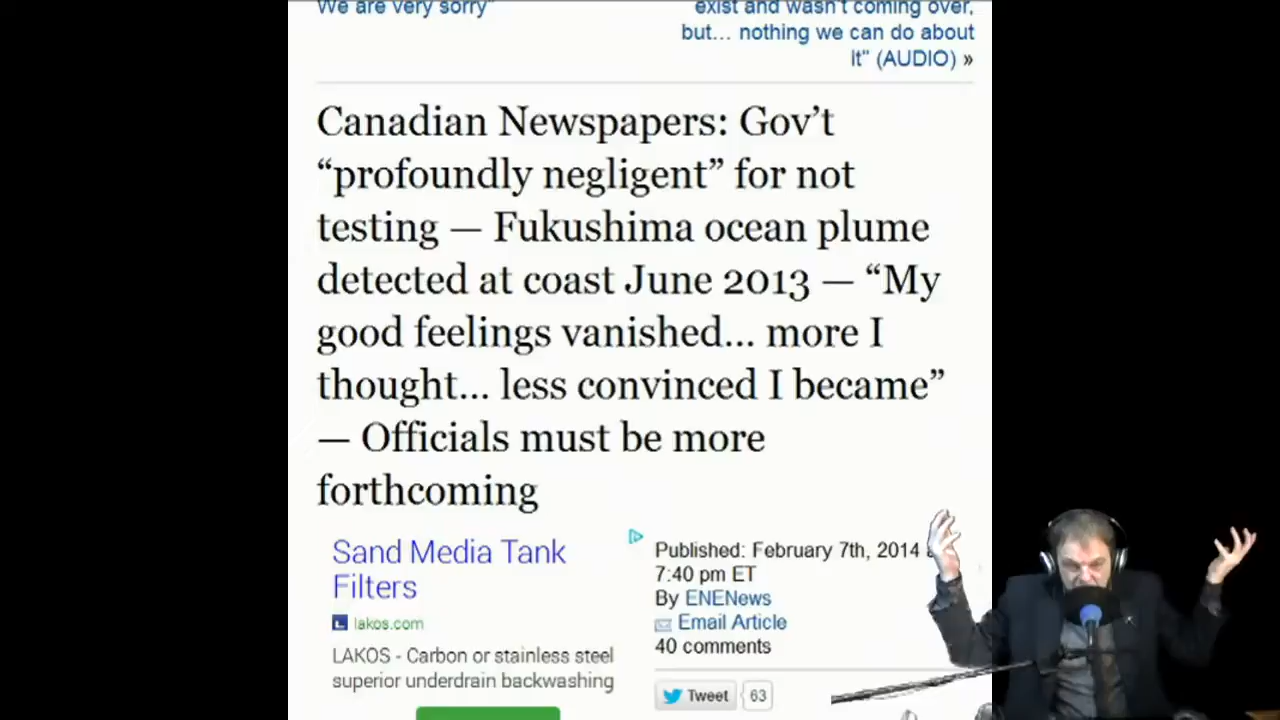 We are very sorry”
exist and wasn't coming over,
but... nothing we can do about
it" (AUDIO) »
Canadian Newspapers: Gov’t
“profoundly negligent” for not
testing — Fukushima ocean plume
detected at coast June 2013 — “My
good feelings vanished... more I
thought... less convinced I became”
— Officials must be more
forthcoming
Sand Media Tank
Filters
lakos.com
LAKOS - Carbon or stainless steel
superior underdrain backwashing
Published: February 7th, 2014
7:40 pm ET
By ENENews
Email Article
40 comments
Tweet 63